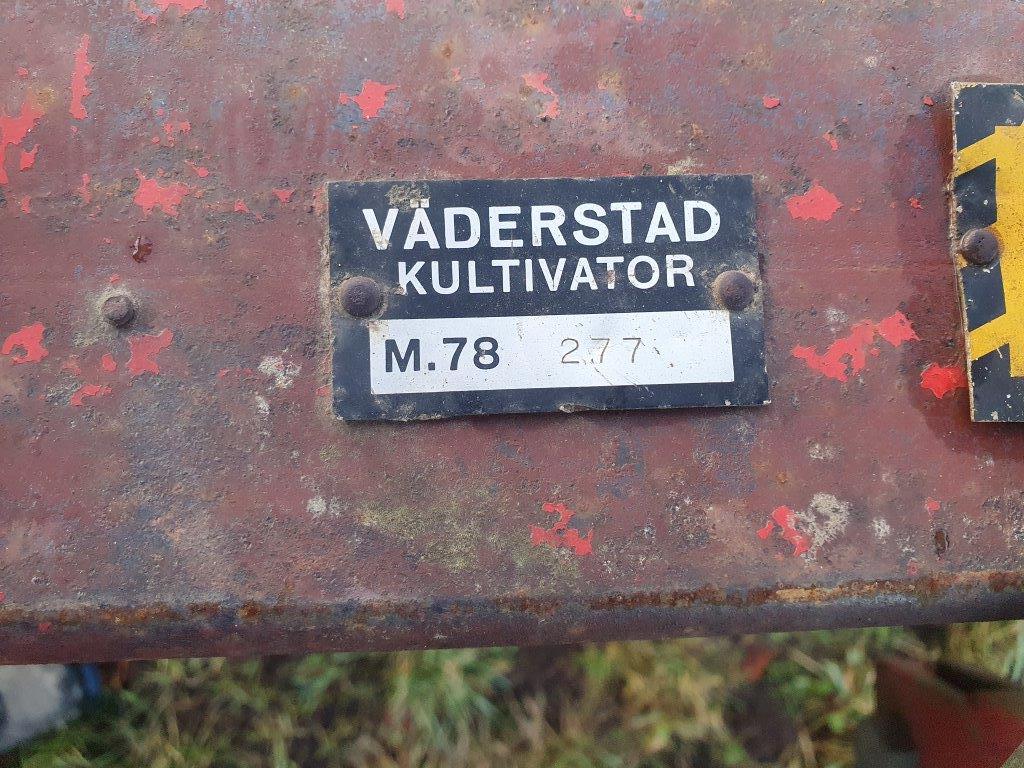 VÄDERSTAD
KULTIVATOR
M.78 277